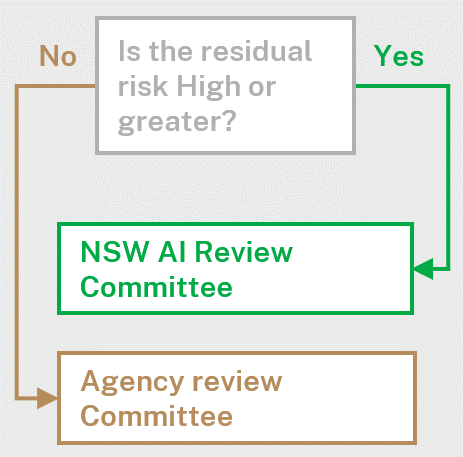 No
Is the residual
risk High or
greater?
Yes
NSW AI Review
Committee
Agency review
Committee